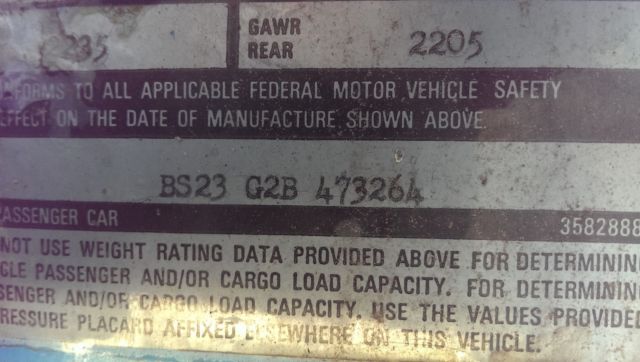 235 GAWR REAR 2205
FORMS TO ALL APPLICABLE FEDERAL MOTOR VEHICLE SAFETY
EFFECT ON THE DATE OF MANUFACTURE SHOWN ABOVE.
BS23 G2B 473264
PASSENGER CAR 3582888
NOT USE WEIGHT RATING DATA PROVIDED ABOVE FOR DETERMININ
CLE PASSENGER AND/OR CARGO LOAD CAPACITY. FOR DETERMININ
SENGER AND/OR CARGO LOAD CAPACITY, USE THE VALUES PROVIDE
PRESSURE PLACARD AFFIXED ELSEWHERE ON THIS VEHICLE.